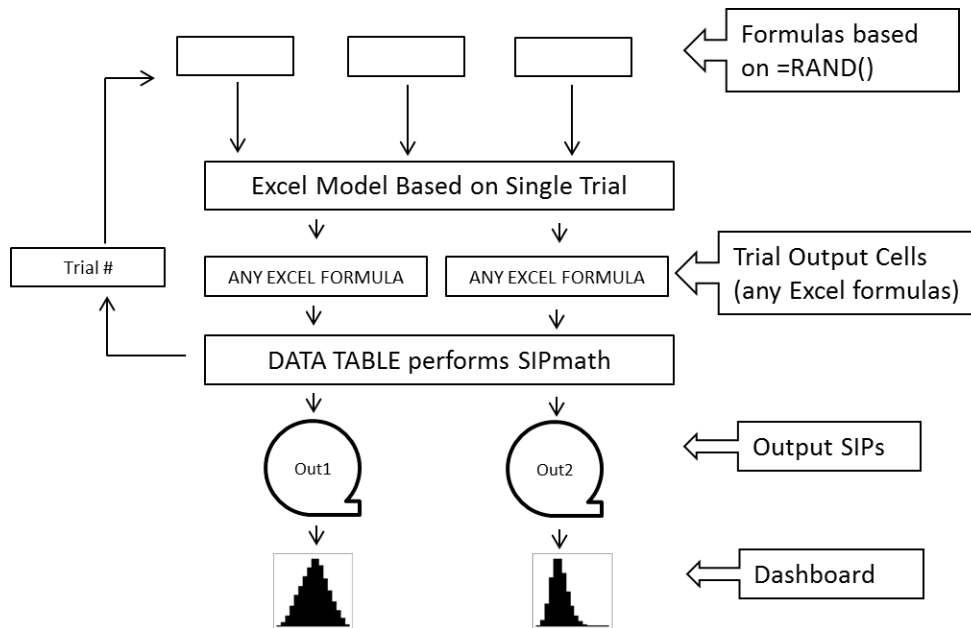 Formulas based
on =RAND()
Excel Model Based on Single Trial
Trial #
ANY EXCEL FORMULA
ANY EXCEL FORMULA
Trial Output Cells
(any Excel formulas)
DATA TABLE performs SIPmath
Out1
Out2
Output SIPs
Dashboard